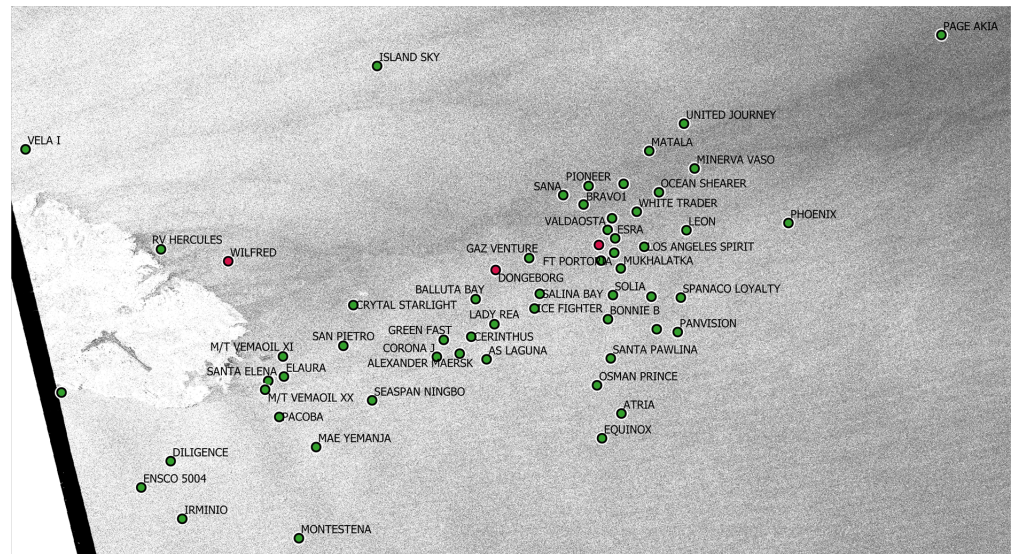 PAGE AKIA
ISLAND SKY
UNITED JOURNEY
VELA I
MATALA
MINERVA VASO
PIONEER
SANA
OCEAN SHEARER
BRAVO1
WHITE TRADER
VALDAOSTA
LEON
PHOENIX
ESRA
RV HERCULES
WILFRED
GAZ VENTURE
LOS ANGELES SPIRIT
FT PORTORIA
MUKHALATKA
DONGEBORG
BALLUTA BAY
SALINA BAY
SOLIA
SPANACO LOYALTY
CRYTAL STARLIGHT
ICE FIGHTER
LADY REA
BONNIE B
GREEN FAST
PANVISION
SAN PIETRO
CERINTHUS
M/T VEMAOIL XI
CORONA J
AS LAGUNA
SANTA PAWLINA
ALEXANDER MAERSK
SANTA ELENA
ELAURA
OSMAN PRINCE
SEASPAN NINGBO
M/T VEMAOIL XX
ATRIA
PACOBA
EQUINOX
MAE YEMANJA
DILIGENCE
ENSCO 5004
IRMINIO
MONTESTENA